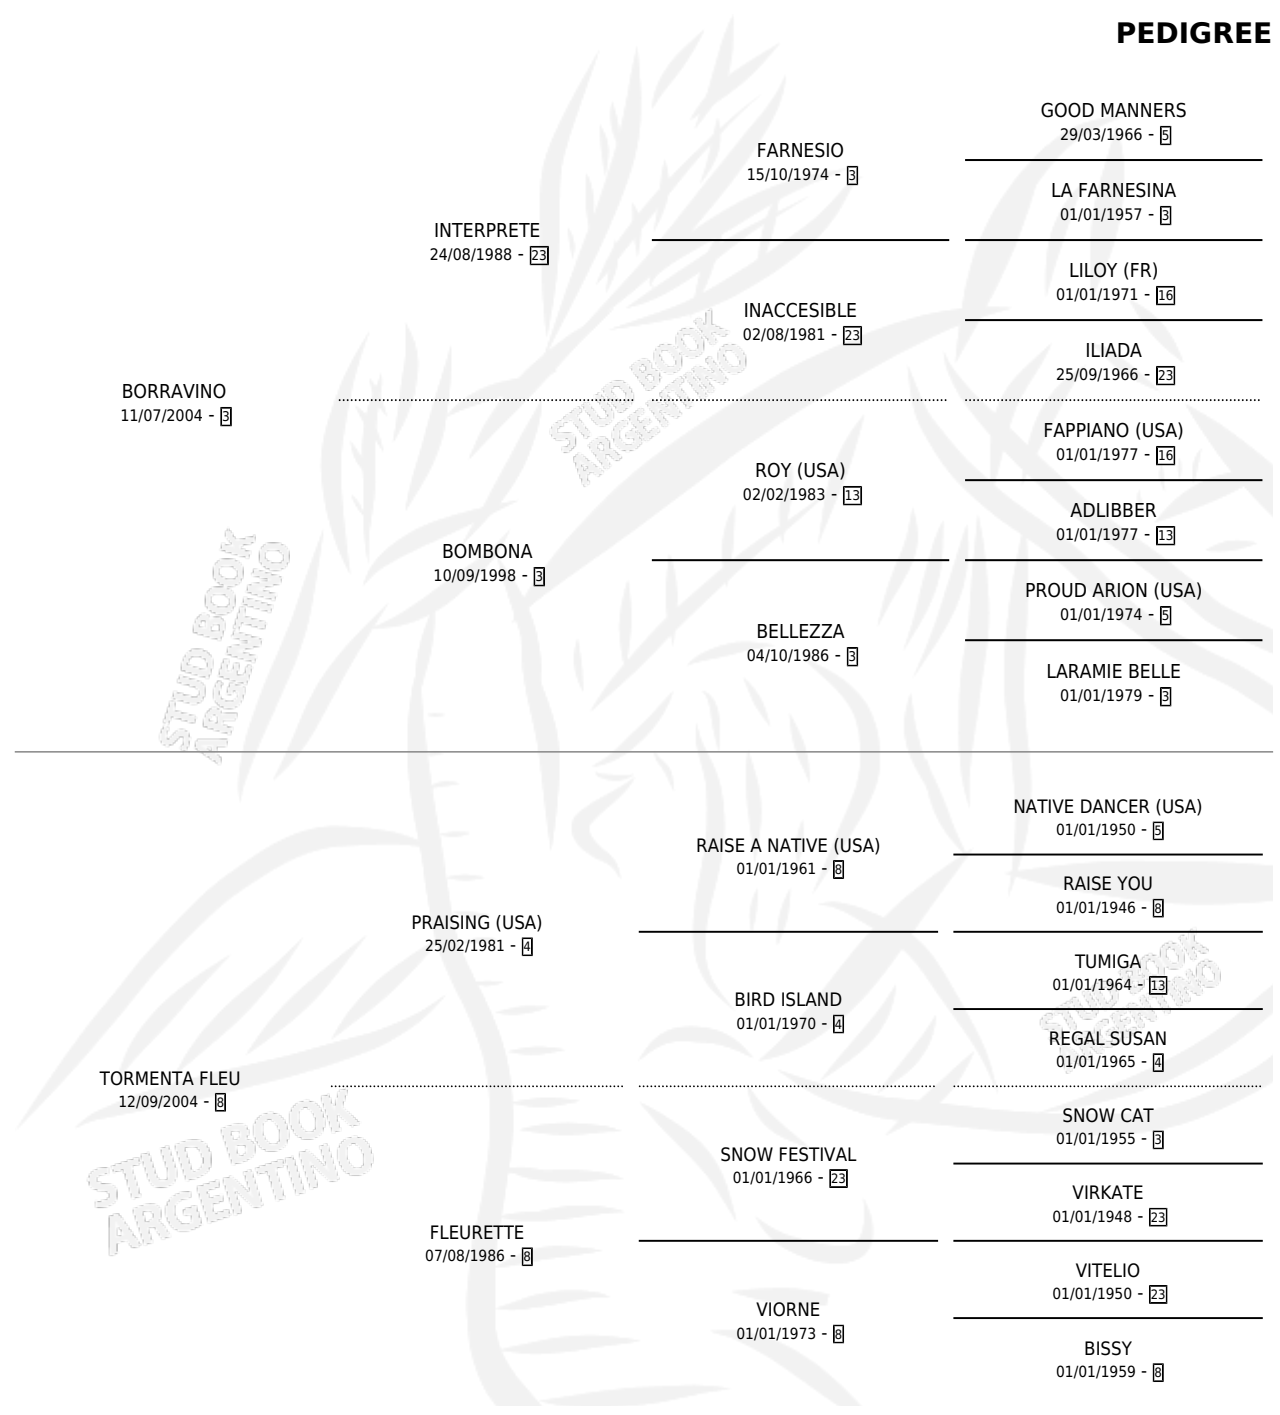 PEDIGREE
GOOD MANNERS
29/03/1966 - 5
FARNESIO
15/10/1974 - 3
LA FARNESINA
01/01/1957 - 3
INTERPRETE
24/08/1988 - 23
LILOY (FR)
01/01/1971 - 16
INACCESIBLE
02/08/1981 - 23
ILIADA
25/09/1966 - 23
BORRAVINO
11/07/2004 - 3
FAPPIANO (USA)
01/01/1977 - 16
ROY (USA)
02/02/1983 - 13
ADLIBBER
01/01/1977 - 13
BOMBONA
10/09/1998 - 3
PROUD ARION (USA)
01/01/1974 - 5
BELLEZZA
04/10/1986 - 3
LARAMIE BELLE
01/01/1979 - 3
NATIVE DANCER (USA)
01/01/1950 - 5
RAISE A NATIVE (USA)
01/01/1961 - 8
RAISE YOU
01/01/1946 - 8
PRAISING (USA)
25/02/1981 - 4
TUMIGA
01/01/1964 - 13
BIRD ISLAND
01/01/1970 - 4
REGAL SUSAN
01/01/1965 - 4
TORMENTA FLEU
12/09/2004 - 8
SNOW CAT
01/01/1955 - 3
SNOW FESTIVAL
01/01/1966 - 23
VIRKATE
01/01/1948 - 23
FLEURETTE
07/08/1986 - 8
VITELIO
01/01/1950 - 23
VIORNE
01/01/1973 - 8
BISSY
01/01/1959 - 8
STUD BOOK
ARGENTINO
STUD BOOK
ARGENTINO
STUD BOOK
ARGENTINO
STUD BOOK
ARGENTINO